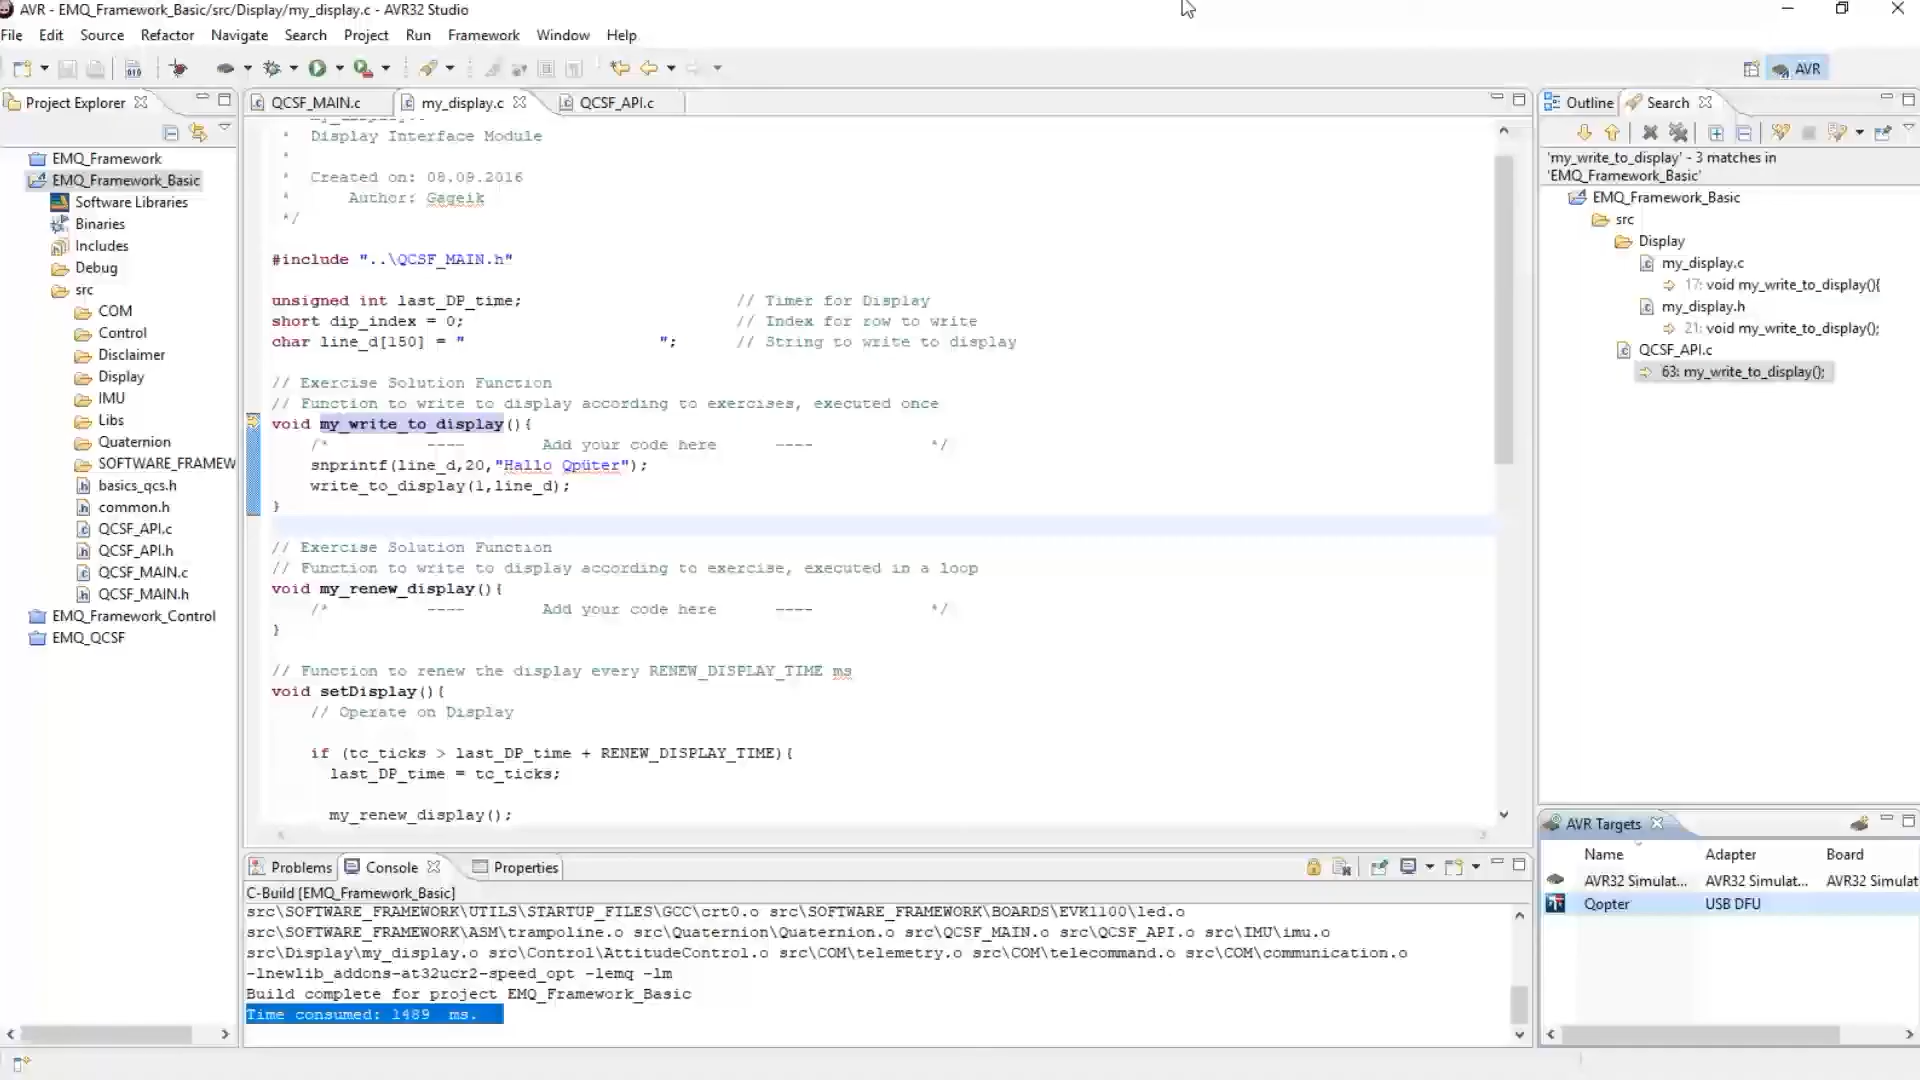 AVR - EMQ_Framework_Basic/src/Display/my_display.c - AVR32 Studio
File Edit Source Refactor Navigate Search Project Run Framework Window Help
AVR
Project Explorer
EMQ_Framework
EMQ_Framework_Basic
Software Libraries
Binaries
Includes
Debug
src
COM
Control
Disclaimer
Display
IMU
Libs
Quaternion
SOFTWARE_FRAMEW
basics_qcs.h
common.h
QCSF_API.c
QCSF_API.h
QCSF_MAIN.c
QCSF_MAIN.h
EMQ_Framework_Control
EMQ_QCSF
QCSF_MAIN.c my_display.c QCSF_API.c
* Display Interface Module
*
* Created on: 08.09.2016
* Author: Gageik
*/
#include "..\QCSF_MAIN.h"
unsigned int last_DP_time; // Timer for Display
short dip_index = 0; // Index for row to write
char line_d[150] = " "; // String to write to display
// Exercise Solution Function
// Function to write to display according to exercises, executed once
void my_write_to_display(){
/* ---- Add your code here ---- */
snprintf(line_d,20,"Hallo Qpüter");
write_to_display(1,line_d);
}
// Exercise Solution Function
// Function to write to display according to exercise, executed in a loop
void my_renew_display(){
/* ---- Add your code here ---- */
}
// Function to renew the display every RENEW_DISPLAY_TIME ms
void setDisplay(){
// Operate on Display
if (tc_ticks > last_DP_time + RENEW_DISPLAY_TIME){
last_DP_time = tc_ticks;
my_renew_display();
Problems Console Properties
C-Build [EMQ_Framework_Basic]
src\SOFTWARE_FRAMEWORK\UTILS\STARTUP_FILES\GCC\crt0.o src\SOFTWARE_FRAMEWORK\BOARDS\EVK1100\led.o
src\SOFTWARE_FRAMEWORK\ASM\trampoline.o src\Quaternion\Quaternion.o src\QCSF_MAIN.o src\QCSF_API.o src\IMU\imu.o
src\Display\my_display.o src\Control\AttitudeControl.o src\COM\telemetry.o src\COM\telecommand.o src\COM\communication.o
-lnewlib_addons-at32ucr2-speed_opt -lemq -lm
Build complete for project EMQ_Framework_Basic
Time consumed: 1489 ms.
Outline Search
'my_write_to_display' - 3 matches in
'EMQ_Framework_Basic'
EMQ_Framework_Basic
src
Display
my_display.c
17: void my_write_to_display(){
my_display.h
21: void my_write_to_display();
QCSF_API.c
63: my_write_to_display();
AVR Targets
Name Adapter Board
AVR32 Simulat... AVR32 Simulat... AVR32 Simulat
Qopter USB DFU